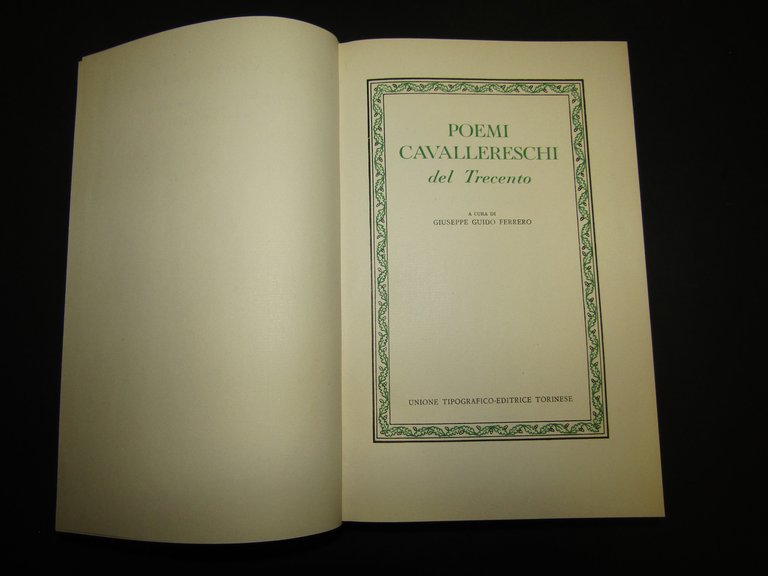 POEMI
CAVALLERESCHI
del Trecento
A CURA DI
GIUSEPPE GUIDO FERRERO
UNIONE TIPOGRAFICO-EDITRICE TORINESE